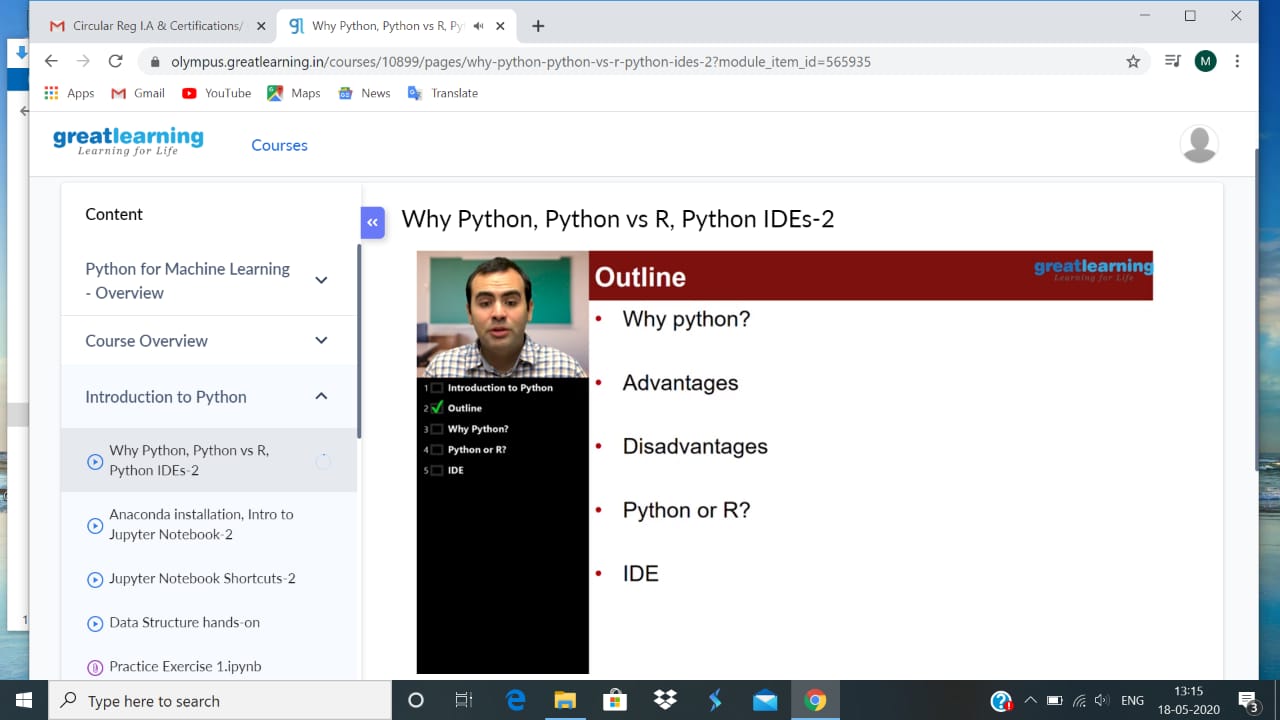 Circular Reg I.A & Certifications/
Why Python, Python vs R, Py
olympus.greatlearning.in/courses/10899/pages/why-python-python-vs-r-python-ides-2?module_item_id=565935
M
Apps
Gmail
YouTube
Maps
News
Translate
greatlearning
Learning for Life
Courses
Content
Python for Machine Learning
- Overview
Course Overview
Introduction to Python
Why Python, Python vs R,
Python IDEs-2
Anaconda installation, Intro to
Jupyter Notebook-2
Jupyter Notebook Shortcuts-2
Data Structure hands-on
Practice Exercise 1.ipynb
Why Python, Python vs R, Python IDEs-2
Outline
greatlearning
Learning for Life
1 Introduction to Python
2 Outline
3 Why Python?
4 Python or R?
5 IDE
• Why python?
• Advantages
• Disadvantages
• Python or R?
• IDE
Type here to search
ENG
13:15
18-05-2020
3